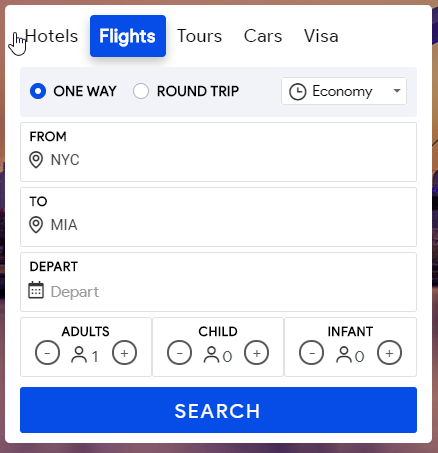 Hotels Flights Tours Cars Visa
ONE WAY ROUND TRIP Economy
FROM
NYC
TO
MIA
DEPART
Depart
ADULTS CHILD INFANT
- 1 + - 0 + - 0 +
SEARCH